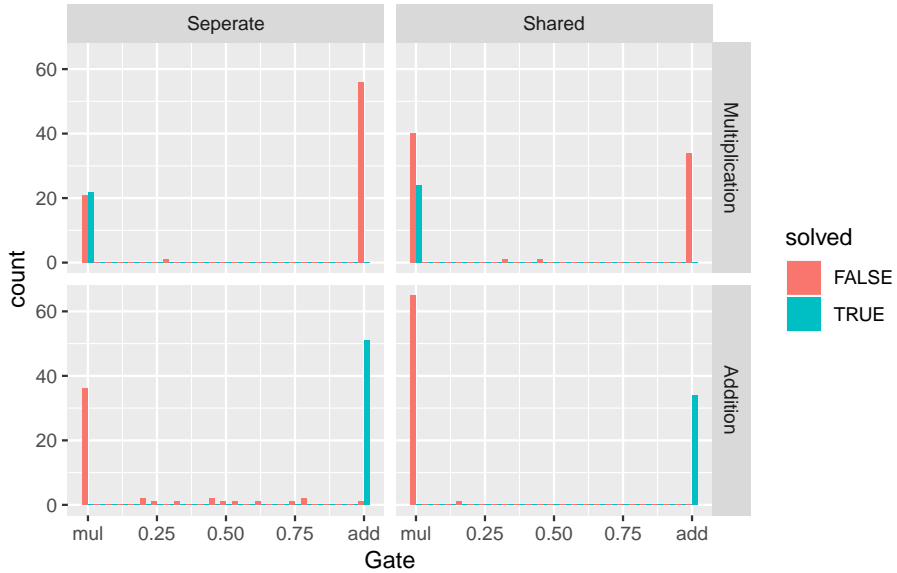 Seperate Shared
60
40
20
0
Multiplication
60
40
20
0
Addition
count
mul 0.25 0.50 0.75 add mul 0.25 0.50 0.75 add
Gate
solved
FALSE
TRUE